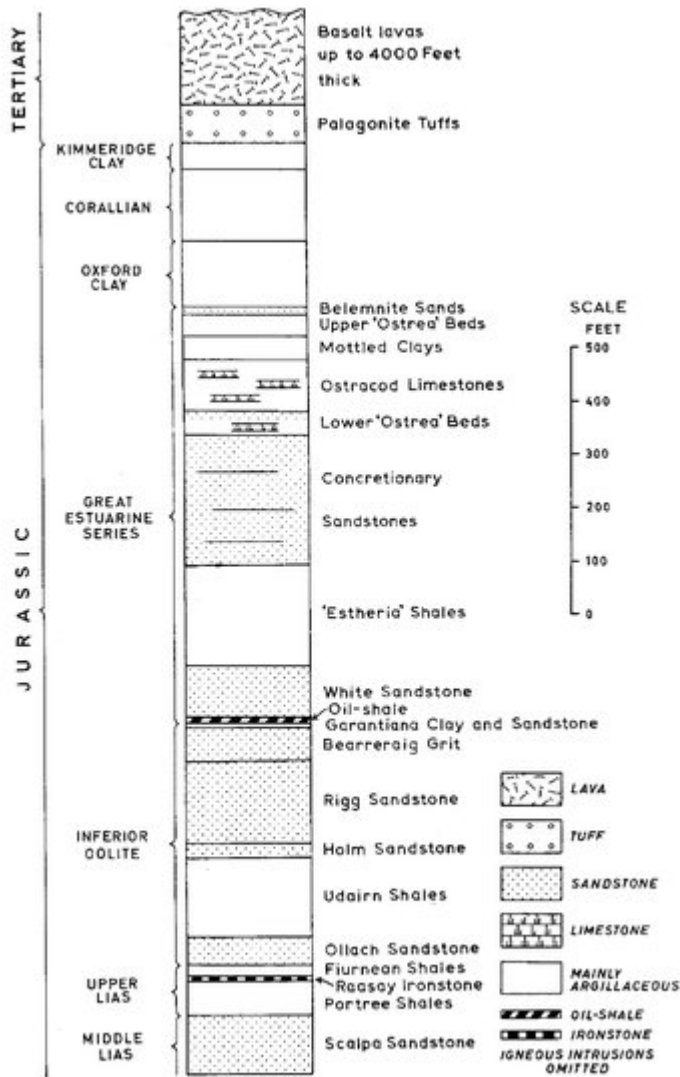 TERTIARY
JURASSIC
KIMMERIDGE
CLAY
CORALLIAN
OXFORD
CLAY
GREAT
ESTUARINE
SERIES
INFERIOR
OOLITE
UPPER
LIAS
MIDDLE
LIAS
Basalt lavas
up to 4000 Feet
thick
Palagonite Tuffs
Belemnite Sands
Upper 'Ostrea' Beds
Mottled Clays
Ostracod Limestones
Lower 'Ostrea' Beds
Concretionary
Sandstones
'Estheria' Shales
White Sandstone
Oil-shale
Garantiana Clay and Sandstone
Bearreraig Grit
Rigg Sandstone
Holm Sandstone
Udairn Shales
Ollach Sandstone
Fiurnean Shales
Raasay Ironstone
Portree Shales
Scalpa Sandstone
SCALE
FEET
500
400
300
200
100
0
LAVA
TUFF
SANDSTONE
LIMESTONE
MAINLY
ARGILLACEOUS
OIL-SHALE
IRONSTONE
IGNEOUS INTRUSIONS
OMITTED